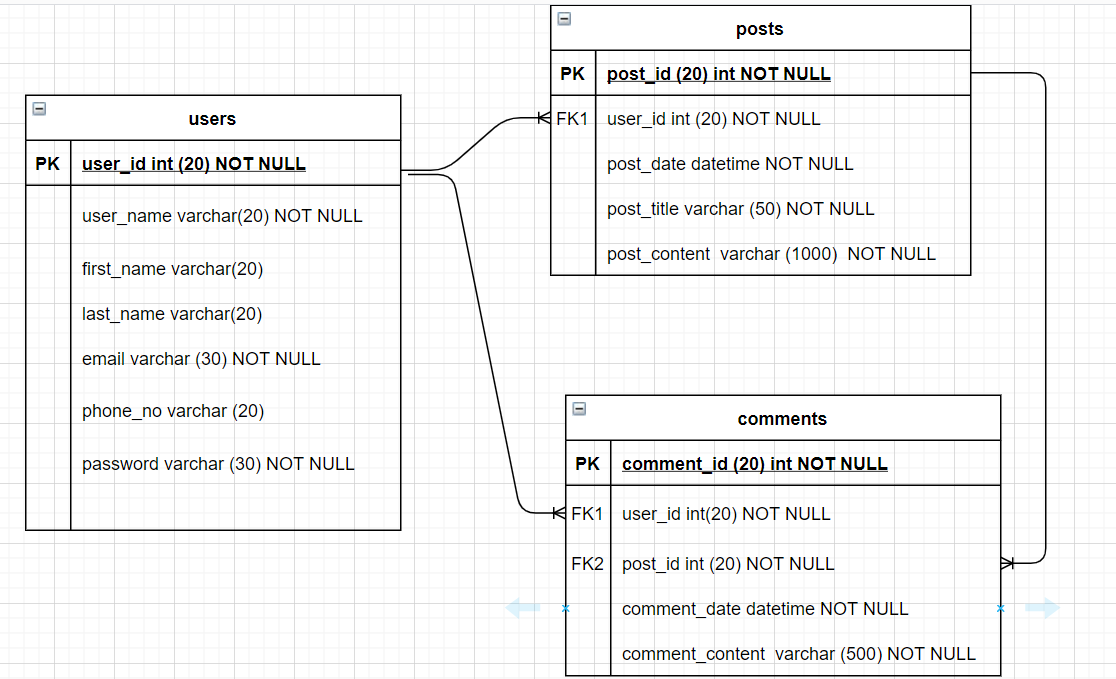 users
PK user_id int (20) NOT NULL
user_name varchar(20) NOT NULL
first_name varchar(20)
last_name varchar(20)
email varchar (30) NOT NULL
phone_no varchar (20)
password varchar (30) NOT NULL
posts
PK post_id (20) int NOT NULL
FK1 user_id int (20) NOT NULL
post_date datetime NOT NULL
post_title varchar (50) NOT NULL
post_content varchar (1000) NOT NULL
comments
PK comment_id (20) int NOT NULL
FK1 user_id int(20) NOT NULL
FK2 post_id int (20) NOT NULL
comment_date datetime NOT NULL
comment_content varchar (500) NOT NULL